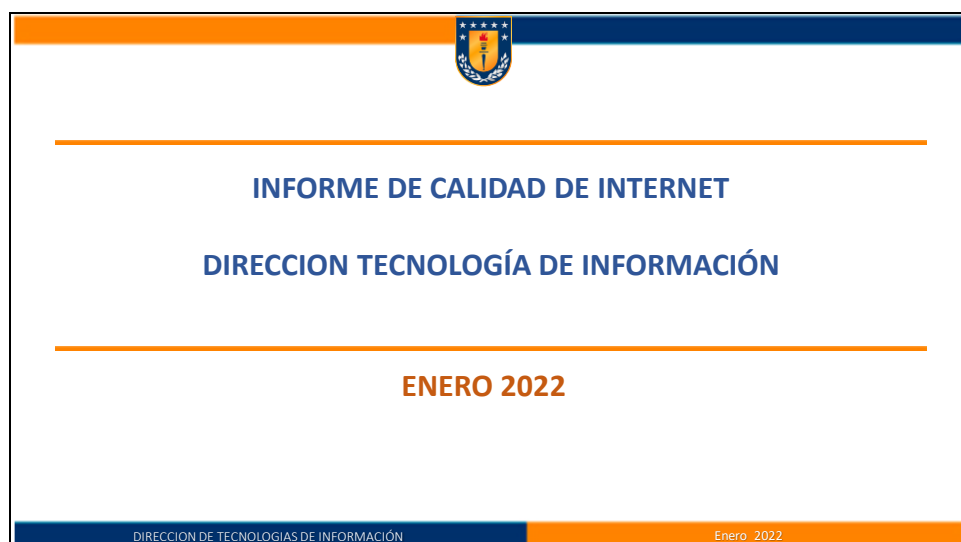 INFORME DE CALIDAD DE INTERNET
DIRECCION TECNOLOGÍA DE INFORMACIÓN
ENERO 2022
DIRECCION DE TECNOLOGIAS DE INFORMACIÓN
Enero 2022